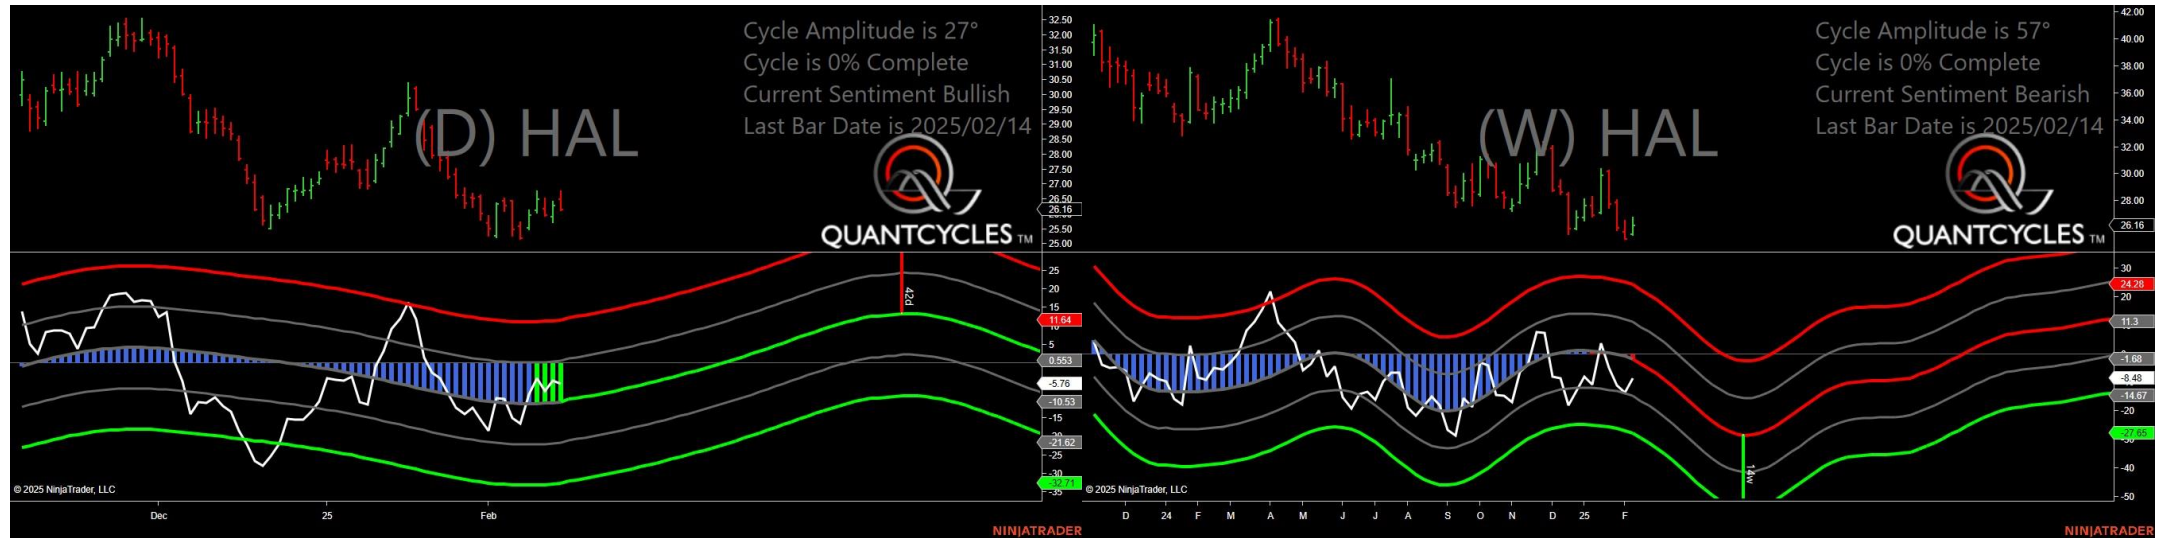 Cycle Amplitude is 27°
Cycle is 0% Complete
Current Sentiment Bullish
Last Bar Date is 2025/02/14
(D) HAL
QUANTCYCLES TM
32.50
32.00
31.50
31.00
30.50
30.00
29.50
29.00
28.50
28.00
27.50
27.00
26.50
26.16
25.50
25.00
42d
25
20
15
11.64
5
0.553
-5.76
-10.53
-15
-21.62
-25
-30
-32.71
-35
© 2025 NinjaTrader, LLC
Dec
25
Feb
NINJATRADER
Cycle Amplitude is 57°
Cycle is 0% Complete
Current Sentiment Bearish
Last Bar Date is 2025/02/14
(W) HAL
QUANTCYCLES TM
42.00
40.00
38.00
36.00
34.00
32.00
30.00
28.00
26.16
14w
30
24.28
20
11.3
-1.68
-8.48
-14.67
-20
-27.65
-40
-50
© 2025 NinjaTrader, LLC
D 24 F M A M J J A S O N D 25 F
NINJATRADER